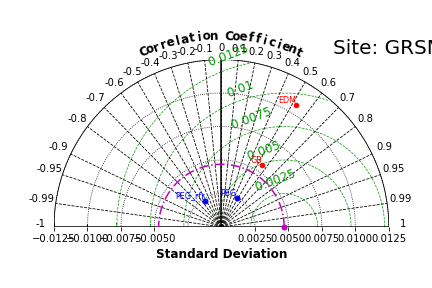 Correlation Coefficient
Site: GRSM
-0.99 -0.95 -0.9 -0.8 -0.7 -0.6 -0.5 -0.4 -0.3 -0.2 -0.1 0 0.1 0.2 0.3 0.4 0.5 0.6 0.7 0.8 0.9 0.95 0.99 1
0.0125
0.01
0.0075
0.005
0.0025
EDM
GB
PEG
-1
−0.0125 −0.0100 −0.0075 −0.0050 0.0025 0.0050 0.0075 0.0100 0.0125
Standard Deviation